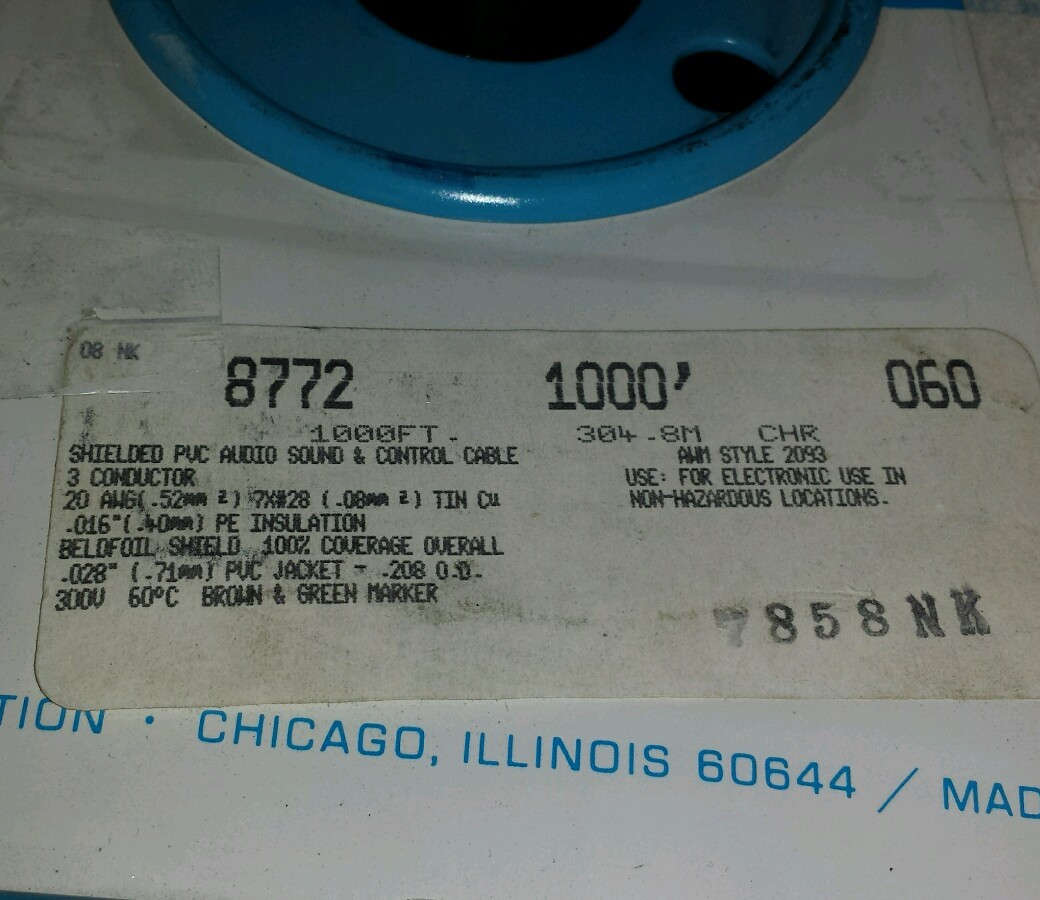 08 NK
8772 1000' 060
1000FT. 304.8M CHR
SHIELDED PVC AUDIO SOUND & CONTROL CABLE
AWM STYLE 2093
3 CONDUCTOR
USE: FOR ELECTRONIC USE IN
20 AWG(.52mm ²) 7X#28 (.08mm ²) TIN Cu
NON-HAZARDOUS LOCATIONS.
.016"(.40mm) PE INSULATION
BELDFOIL SHIELD 100% COVERAGE OVERALL
.028" (.71mm) PVC JACKET - .208 O.D.
300V 60°C BROWN & GREEN MARKER
7858NK
TION · CHICAGO, ILLINOIS 60644 / MAD